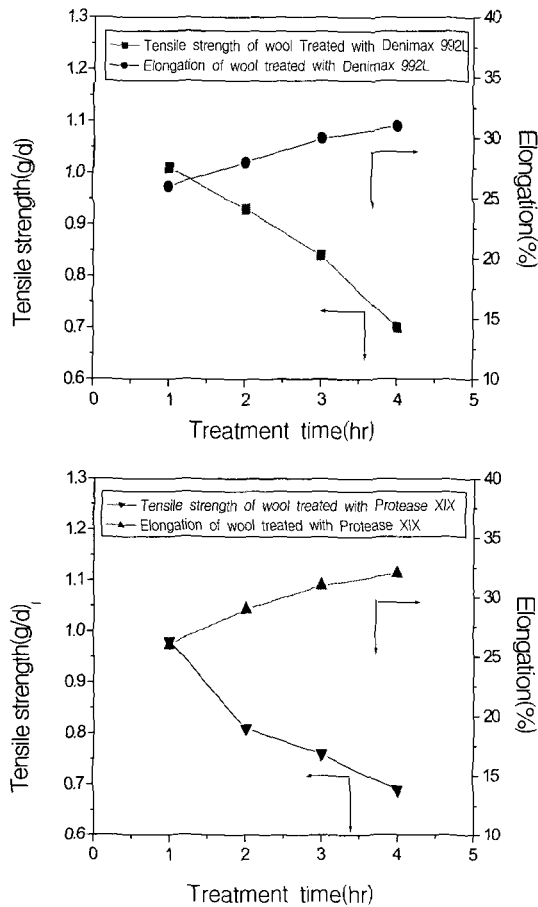 Tensile strength of wool Treated with Denimax 992L
Elongation of wool treated with Denimax 992L
Tensile strength(g/d)
1.3
1.2
1.1
1.0
0.9
0.8
0.7
0.6
Elongation(%)
40
35
30
25
20
15
10
0 1 2 3 4 5
Treatment time(hr)
Tensile strength of wool treated with Protease XIX
Elongation of wool treated with Protease XIX
Tensile strength(g/d)
1.3
1.2
1.1
1.0
0.9
0.8
0.7
0.6
Elongation(%)
40
35
30
25
20
15
10
0 1 2 3 4 5
Treatment time(hr)